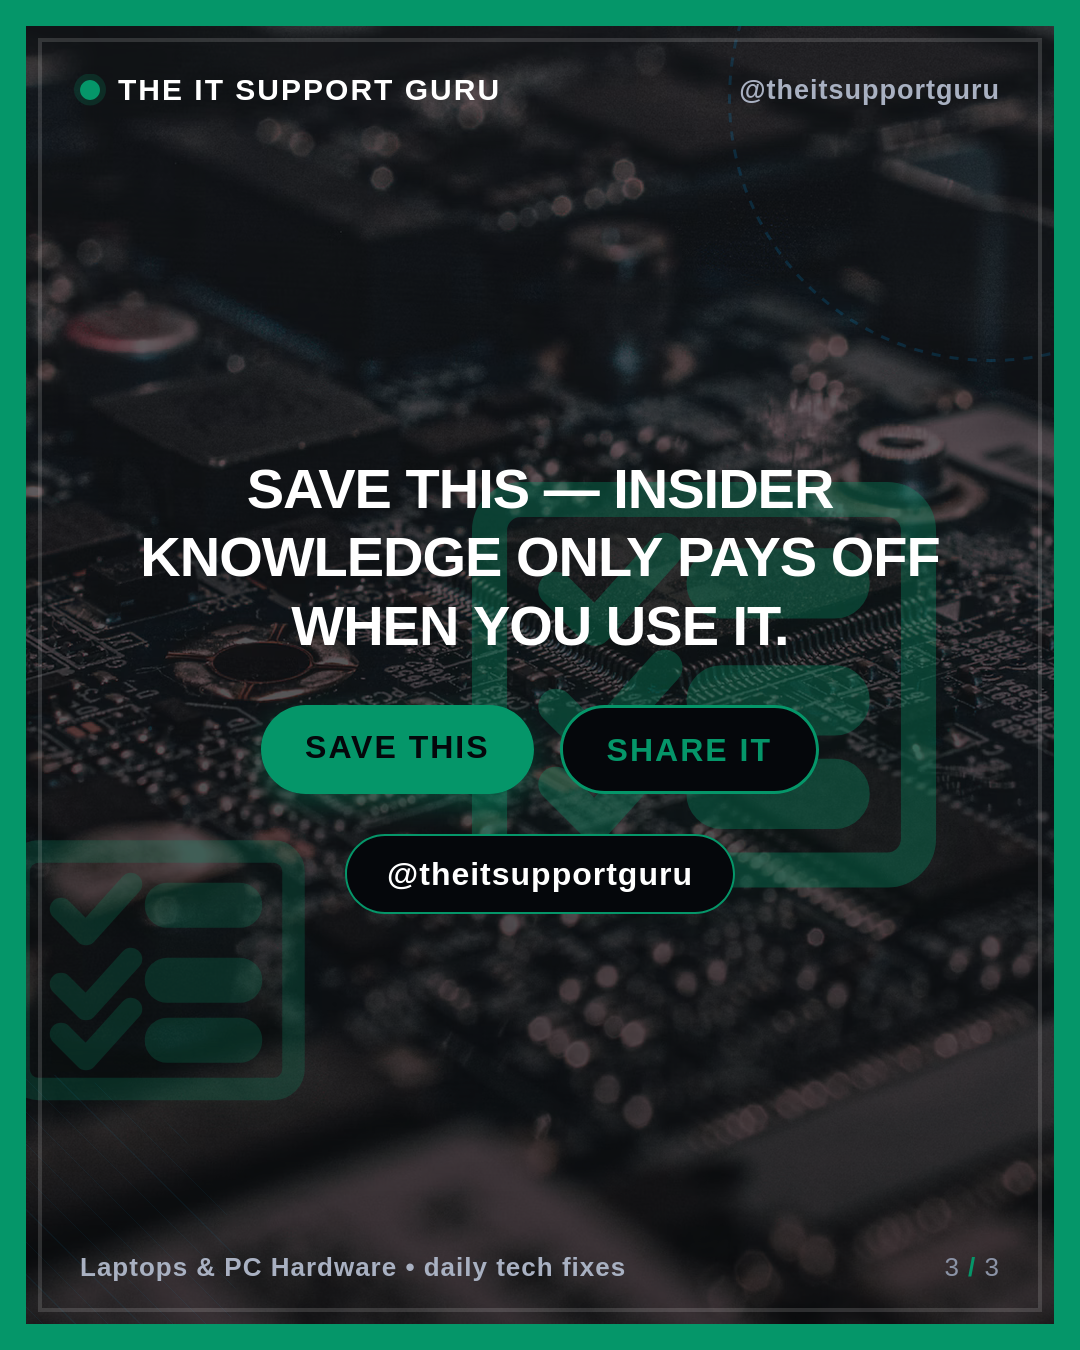 THE IT SUPPORT GURU
@theitsupportguru
SAVE THIS — INSIDER
KNOWLEDGE ONLY PAYS OFF
WHEN YOU USE IT.
SAVE THIS
SHARE IT
@theitsupportguru
Laptops & PC Hardware • daily tech fixes
3 / 3